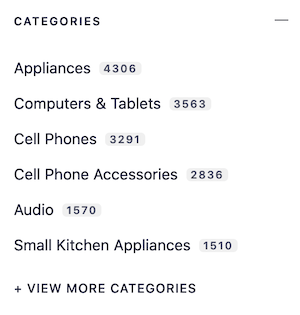 CATEGORIES
Appliances 4306
Computers & Tablets 3563
Cell Phones 3291
Cell Phone Accessories 2836
Audio 1570
Small Kitchen Appliances 1510
+ VIEW MORE CATEGORIES